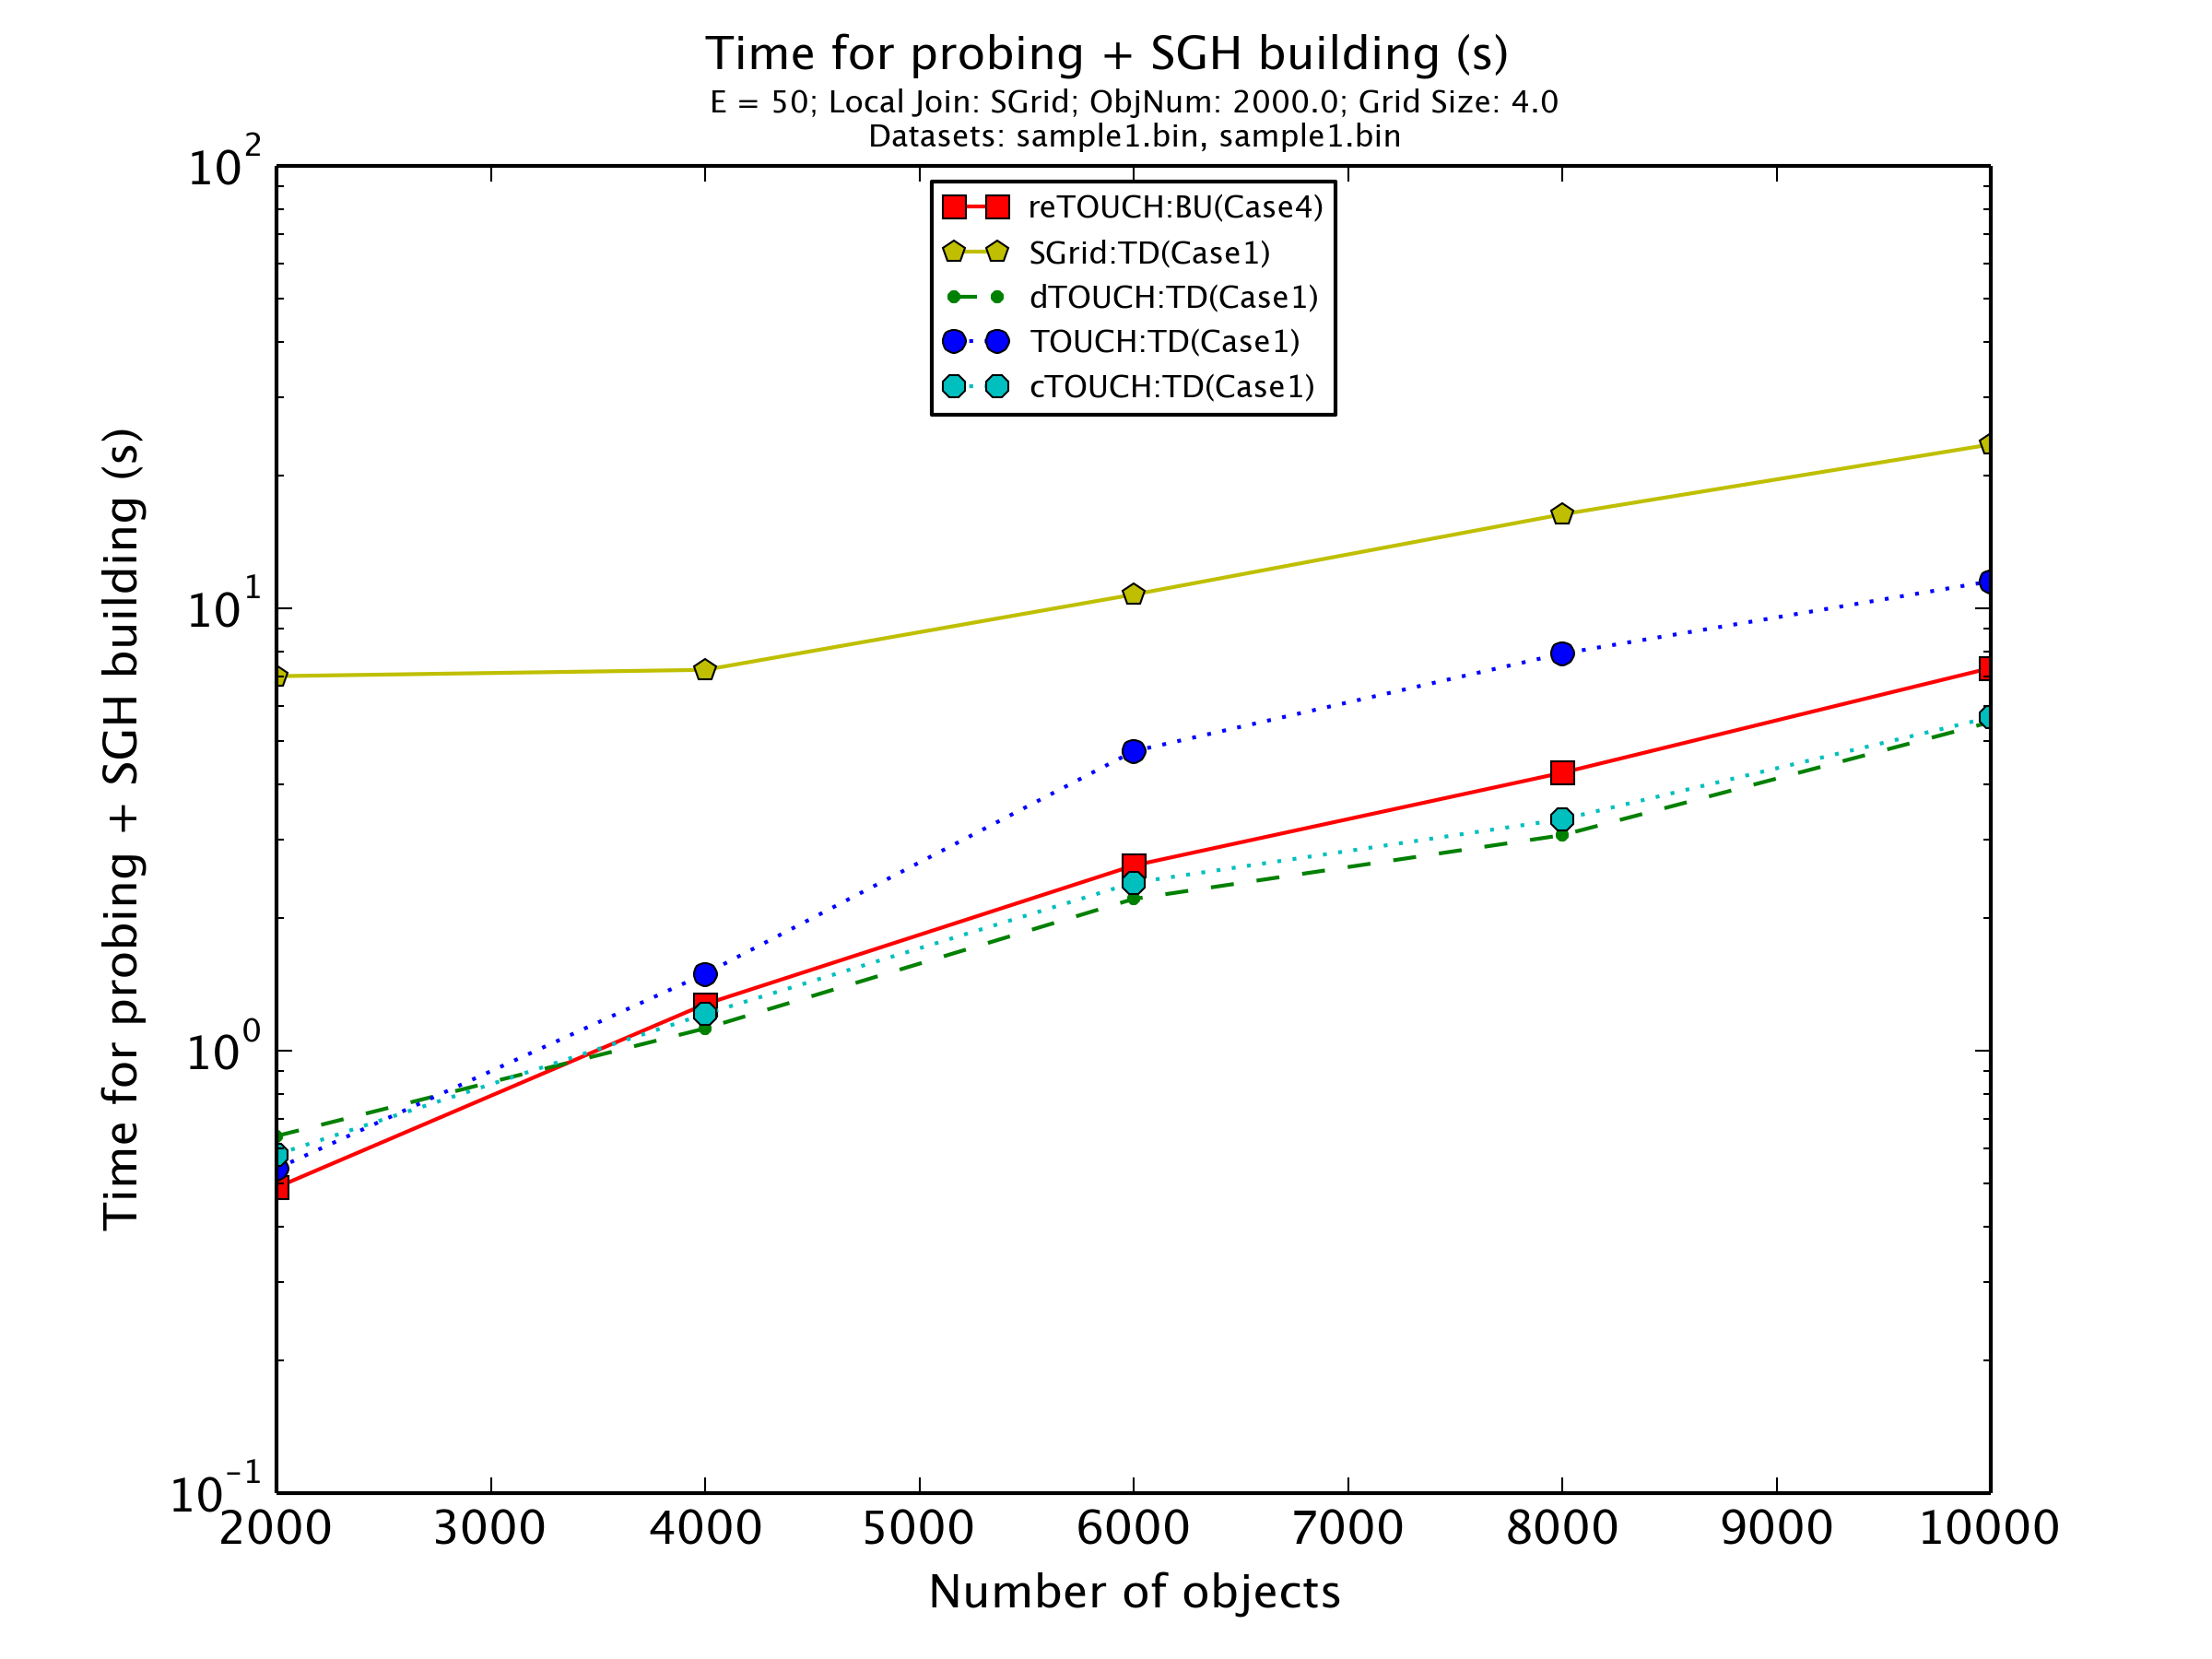 Time for probing + SGH building (s)
E = 50; Local Join: SGrid; ObjNum: 2000.0; Grid Size: 4.0
Datasets: sample1.bin, sample1.bin
reTOUCH:BU(Case4)
SGrid:TD(Case1)
dTOUCH:TD(Case1)
TOUCH:TD(Case1)
cTOUCH:TD(Case1)
Time for probing + SGH building (s)
10^2
10^1
10^0
10^-1
2000 3000 4000 5000 6000 7000 8000 9000 10000
Number of objects